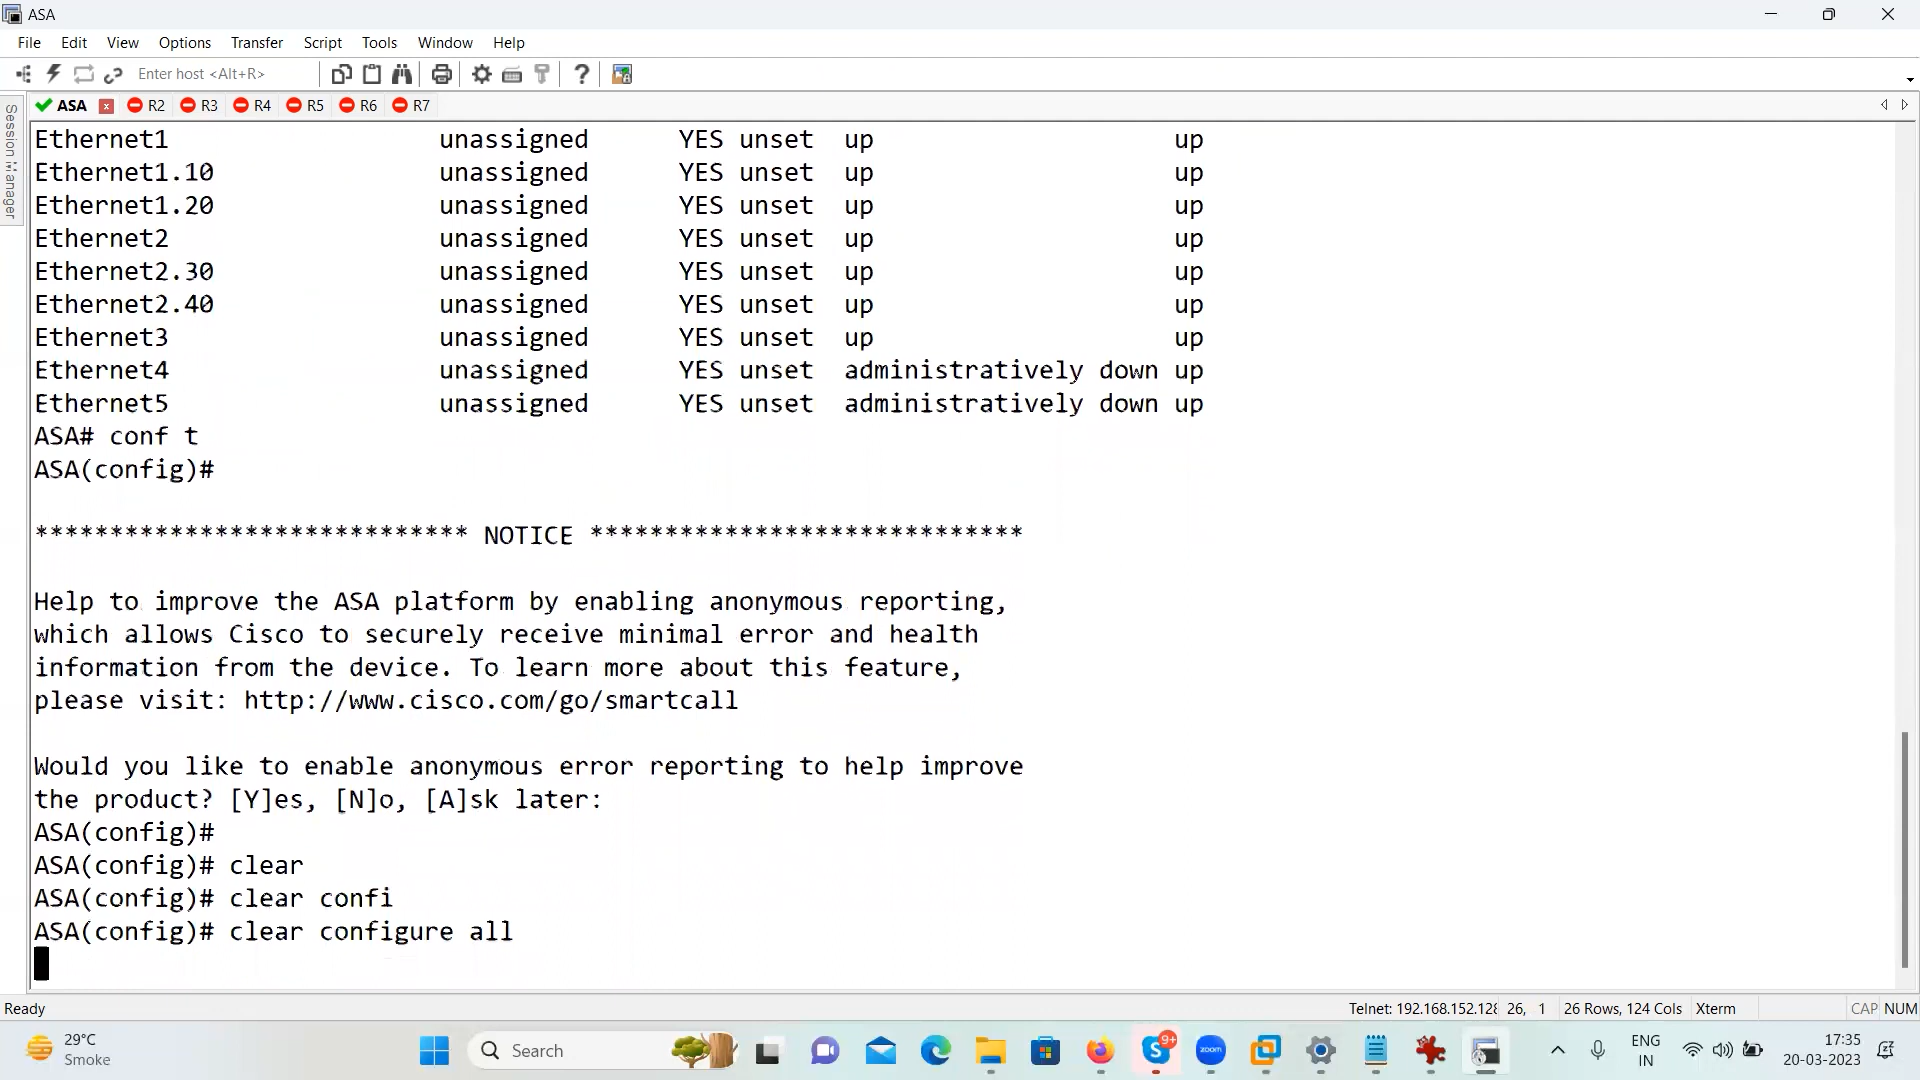 ASA
File Edit View Options Transfer Script Tools Window Help
Enter host <Alt+R>
ASA R2 R3 R4 R5 R6 R7
Session Manager
Ethernet1 unassigned YES unset up up
Ethernet1.10 unassigned YES unset up up
Ethernet1.20 unassigned YES unset up up
Ethernet2 unassigned YES unset up up
Ethernet2.30 unassigned YES unset up up
Ethernet2.40 unassigned YES unset up up
Ethernet3 unassigned YES unset up up
Ethernet4 unassigned YES unset administratively down up
Ethernet5 unassigned YES unset administratively down up
ASA# conf t
ASA(config)#
***************************** NOTICE *****************************
Help to improve the ASA platform by enabling anonymous reporting,
which allows Cisco to securely receive minimal error and health
information from the device. To learn more about this feature,
please visit: http://www.cisco.com/go/smartcall
Would you like to enable anonymous error reporting to help improve
the product? [Y]es, [N]o, [A]sk later:
ASA(config)#
ASA(config)# clear
ASA(config)# clear confi
ASA(config)# clear configure all
Ready Telnet: 192.168.152.128 26, 1 26 Rows, 124 Cols Xterm CAP NUM
29°C
Smoke
Search
9+
zoom
ENG
IN
17:35
20-03-2023